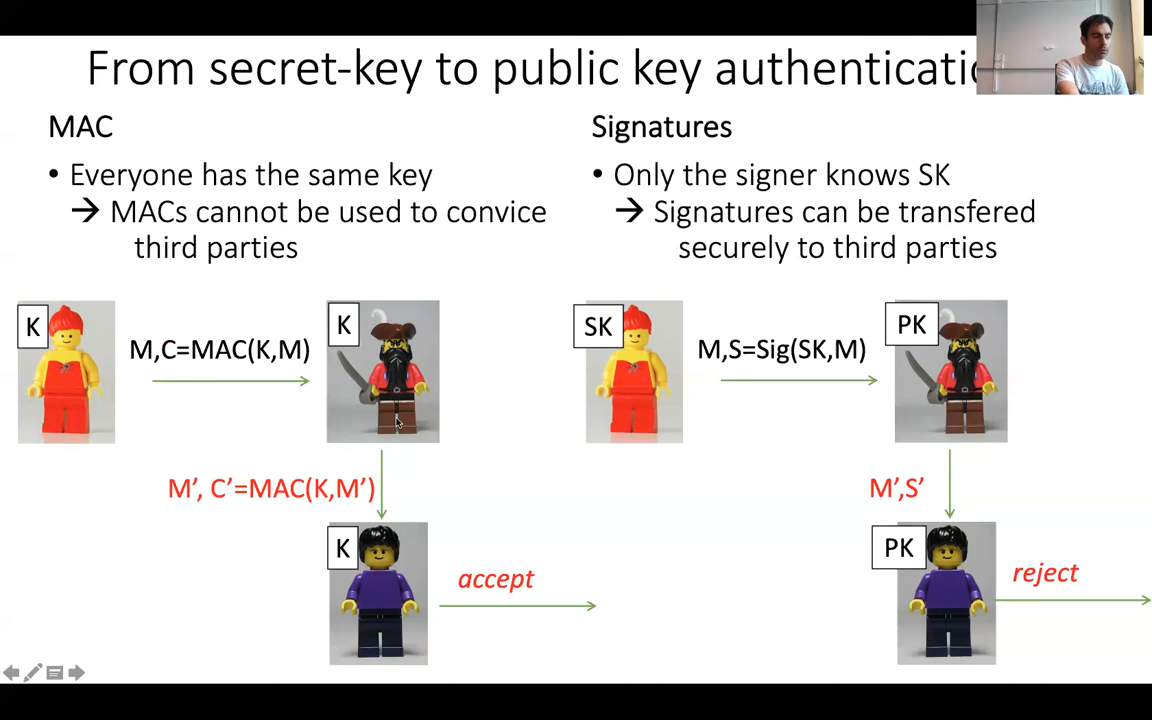 From secret-key to public key authenticatio
MAC
• Everyone has the same key
→ MACs cannot be used to convice
third parties
Signatures
• Only the signer knows SK
→ Signatures can be transfered
securely to third parties
K
M,C=MAC(K,M)
K
M', C'=MAC(K,M')
K
accept
SK
M,S=Sig(SK,M)
PK
M',S'
PK
reject